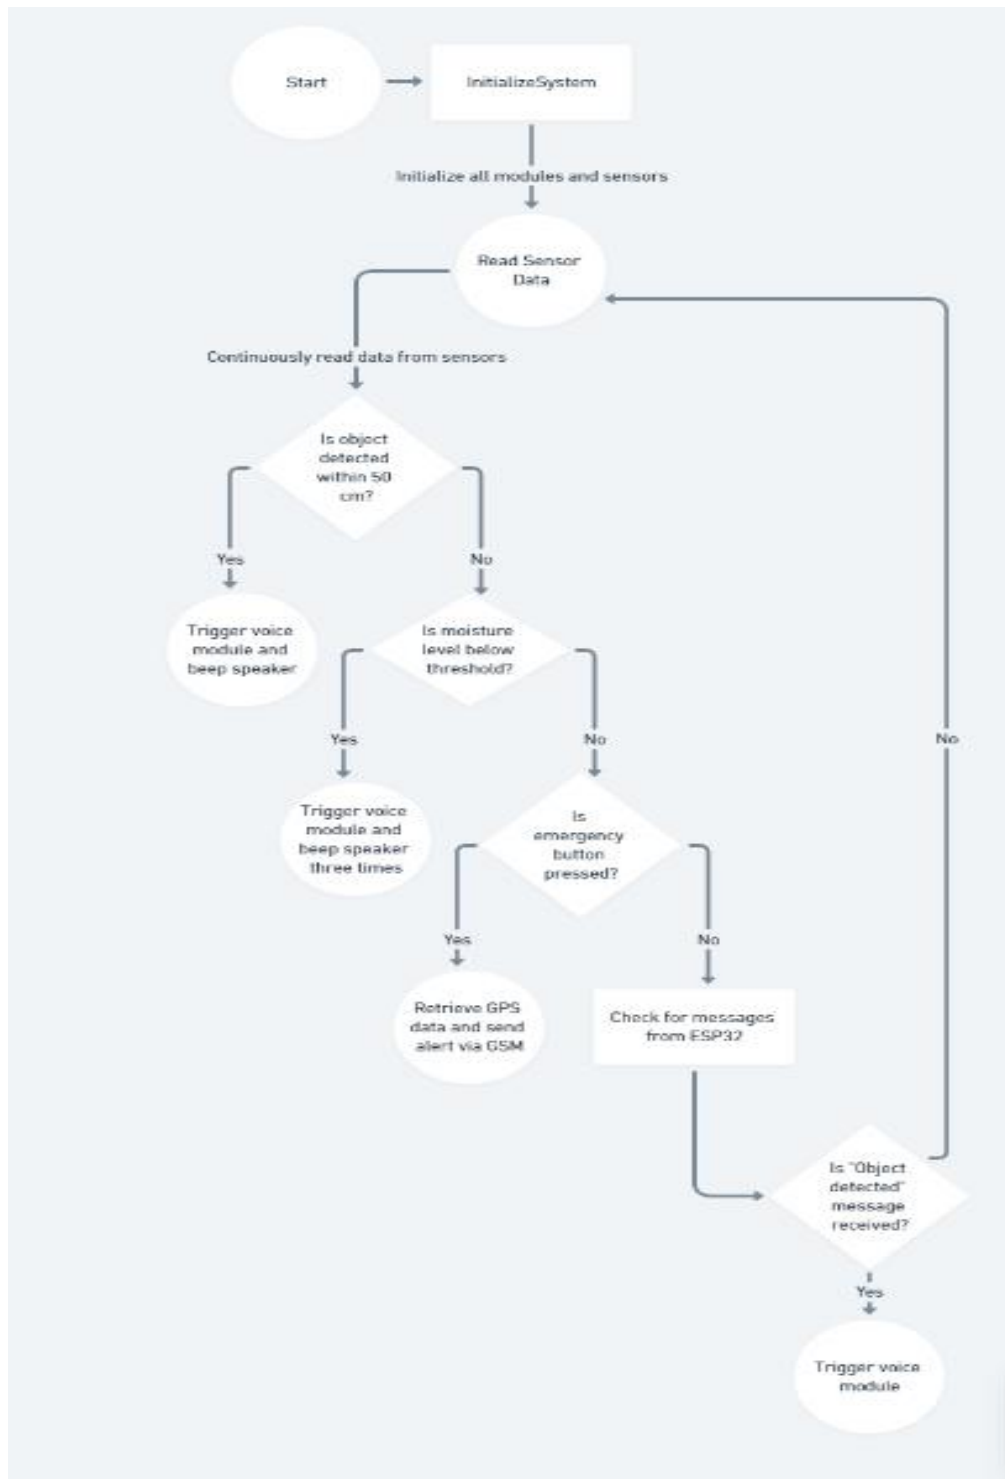 Start
InitializeSystem
Initialize all modules and sensors
Read Sensor
Data
Continuously read data from sensors
Is object
detected
within 50
cm?
Yes
No
Trigger voice
module and
beep speaker
Is moisture
level below
threshold?
Yes
No
No
Trigger voice
module and
beep speaker
three times
Is
emergency
button
pressed?
Yes
No
Retrieve GPS
data and send
alert via GSM
Check for messages
from ESP32
Is "Object
detected"
message
received?
Yes
Trigger voice
module